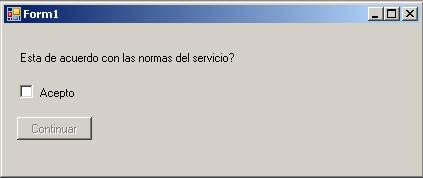 Form1
Esta de acuerdo con las normas del servicio?
Acepto
Continuar